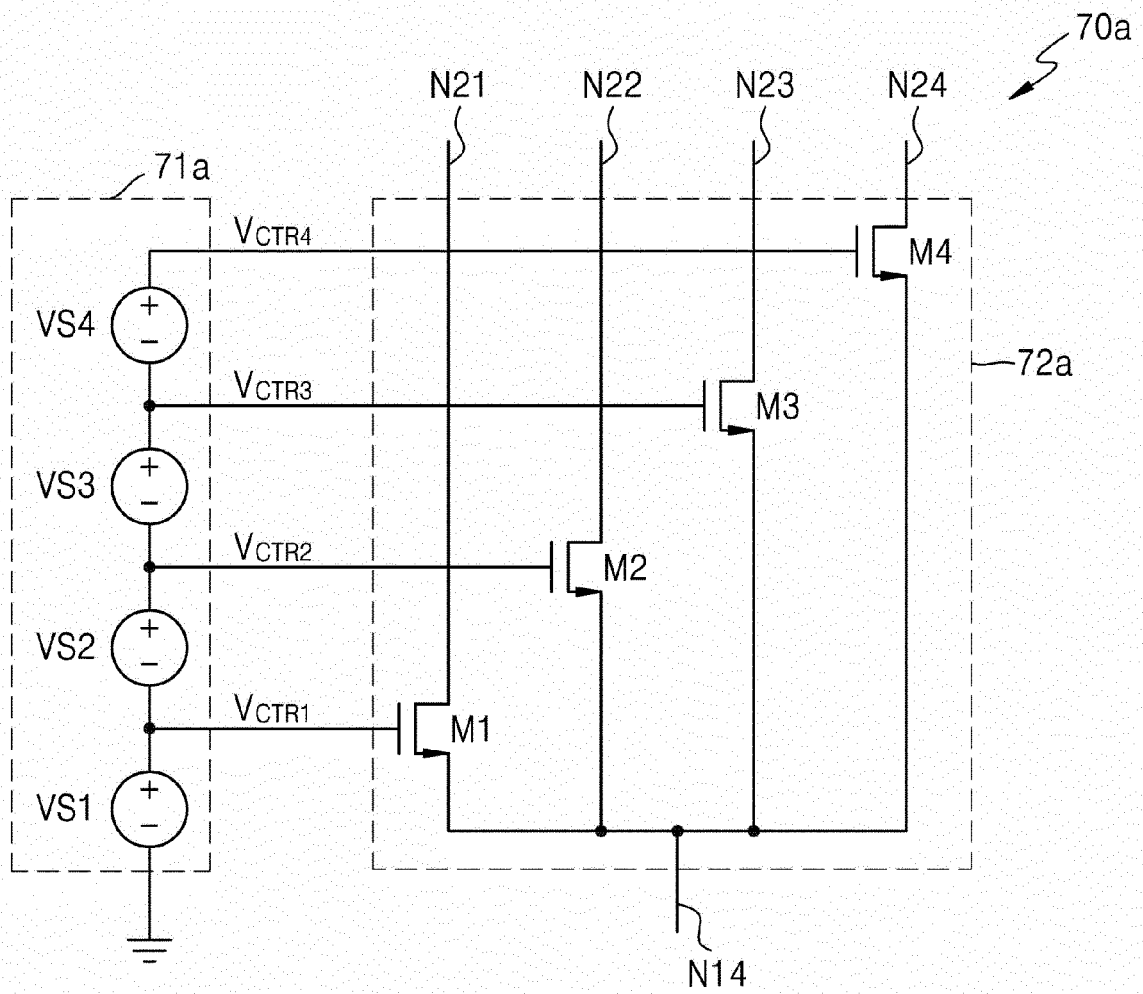 70a
N21
N22
N23
N24
71a
VCTR4
M4
VS4
72a
VCTR3
M3
VS3
VCTR2
M2
VS2
VCTR1
M1
VS1
N14